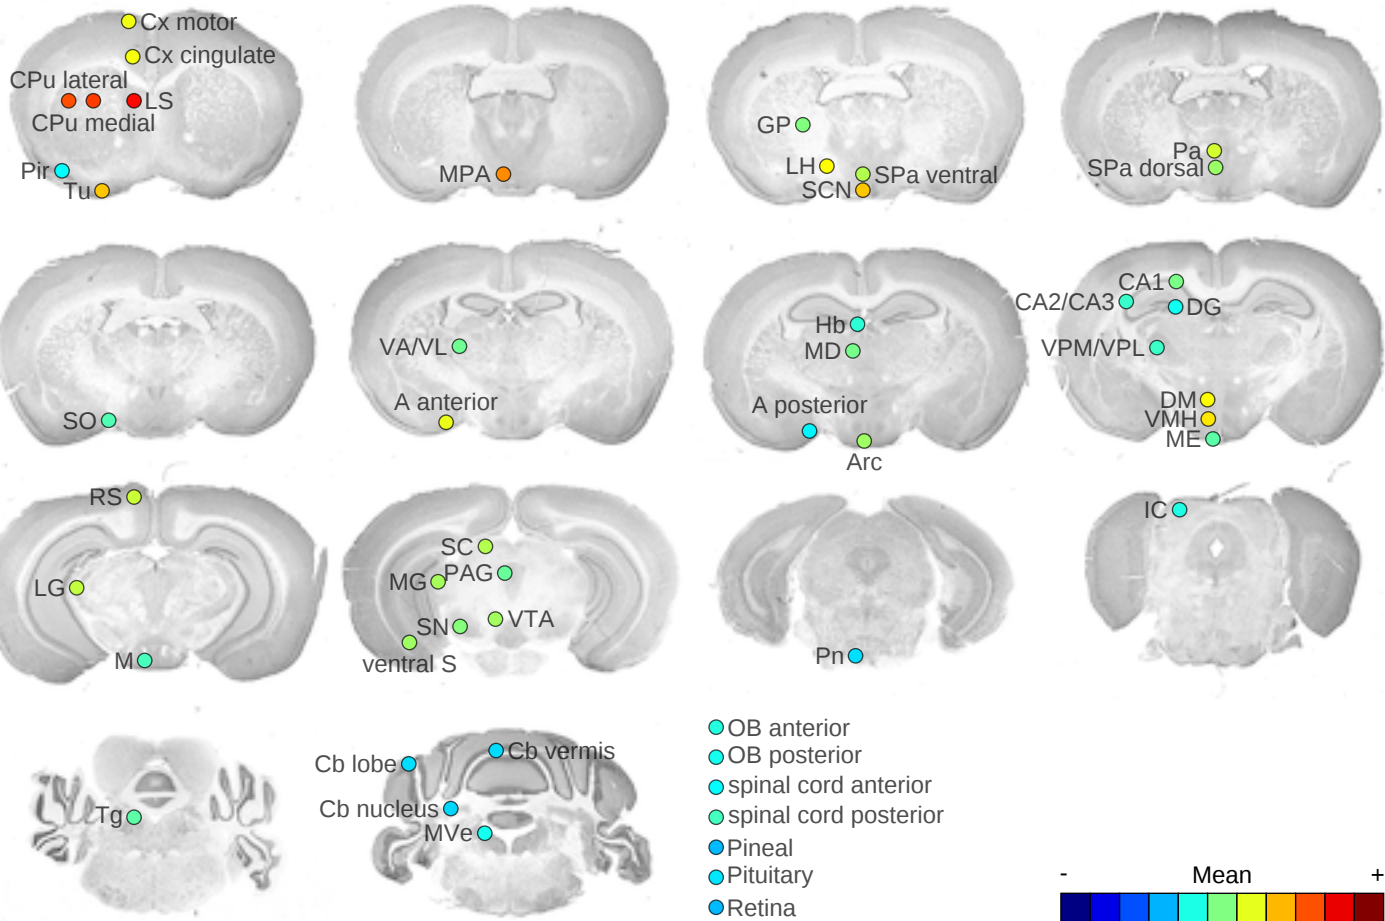 Cx motor
Cx cingulate
CPu lateral
LS
CPu medial
Pir
Tu
MPA
GP
LH
SPa ventral
SCN
Pa
SPa dorsal
SO
VA/VL
A anterior
Hb
MD
A posterior
Arc
CA1
CA2/CA3
DG
VPM/VPL
DM
VMH
ME
RS
LG
M
SC
PAG
MG
VTA
SN
ventral S
Pn
IC
Tg
Cb lobe
Cb vermis
Cb nucleus
MVe
OB anterior
OB posterior
spinal cord anterior
spinal cord posterior
Pineal
Pituitary
Retina
- Mean +